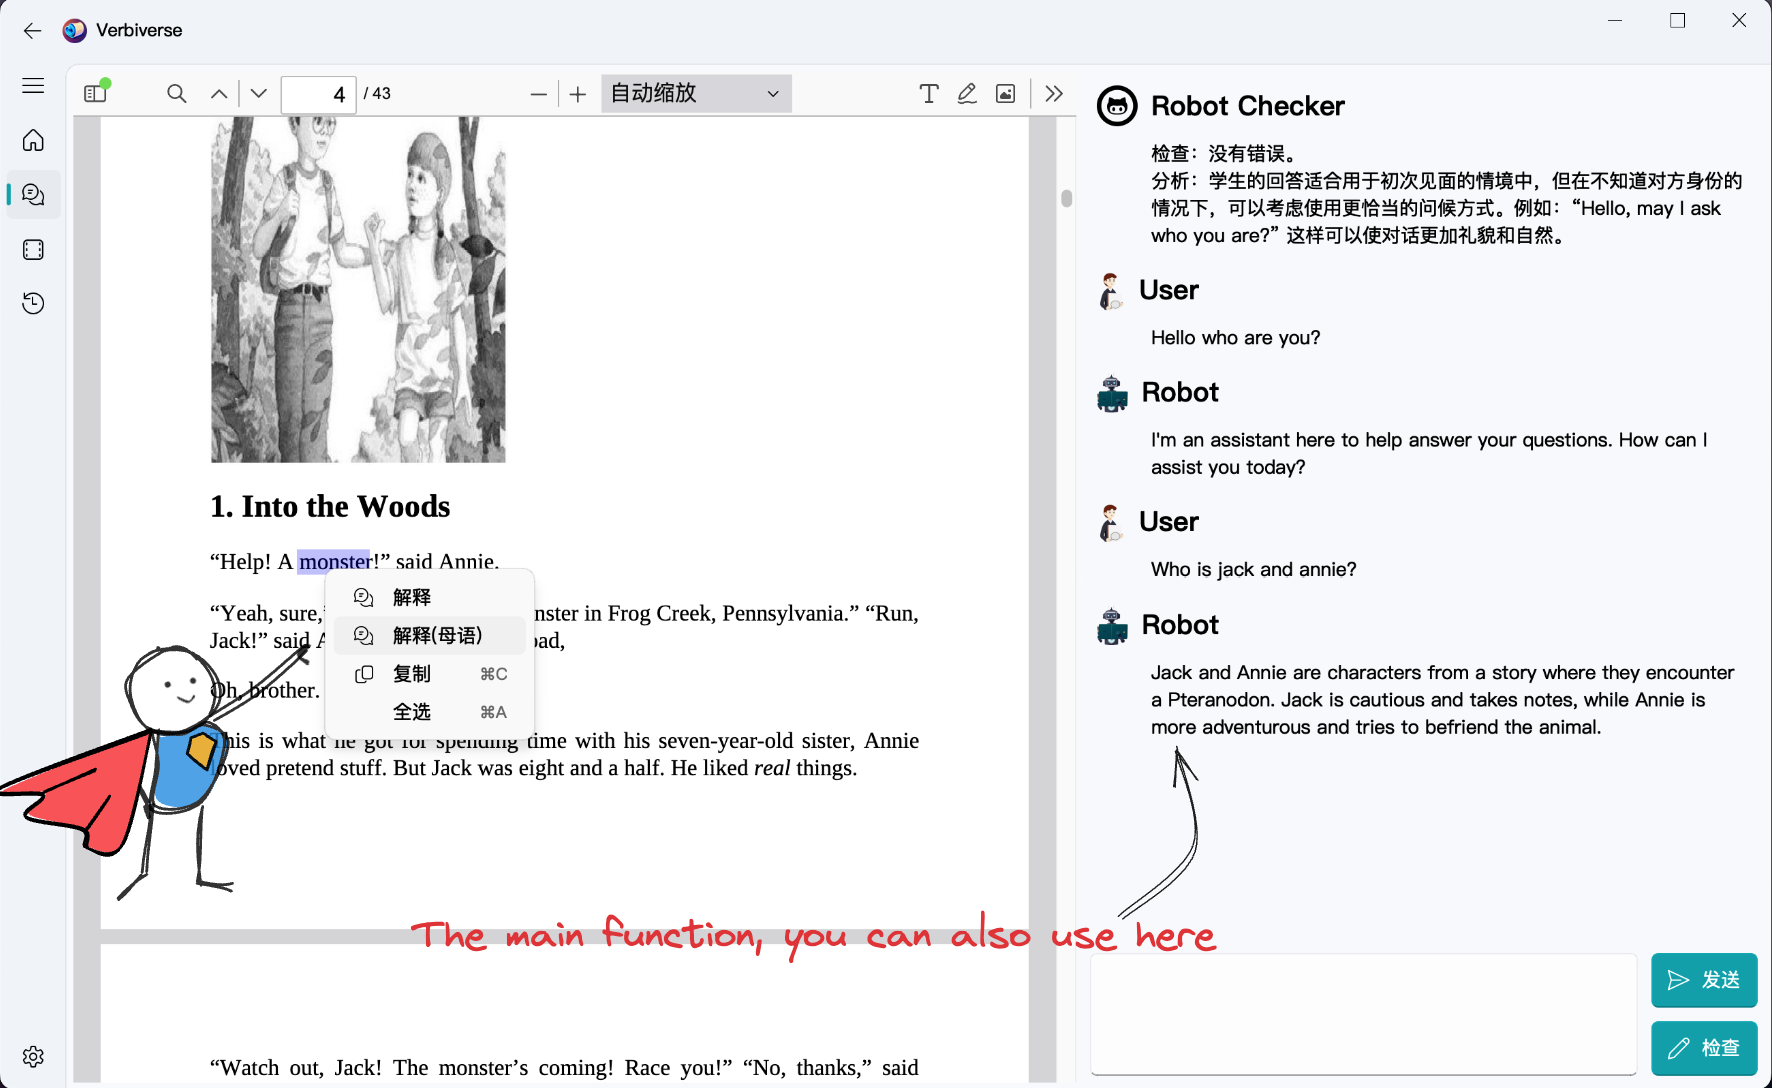 Verbiverse
4 / 43
自动缩放
1. Into the Woods
“Help! A monster!” said Annie.
“Yeah, sure,” nster in Frog Creek, Pennsylvania.” “Run,
Jack!” said A oad,
Oh, brother.
This is what he got for spending time with his seven-year-old sister, Annie
loved pretend stuff. But Jack was eight and a half. He liked real things.
解释
解释(母语)
复制 ⌘C
全选 ⌘A
“Watch out, Jack! The monster’s coming! Race you!” “No, thanks,” said
Robot Checker
检查：没有错误。
分析：学生的回答适合用于初次见面的情境中，但在不知道对方身份的
情况下，可以考虑使用更恰当的问候方式。例如：“Hello, may I ask
who you are?” 这样可以使对话更加礼貌和自然。
User
Hello who are you?
Robot
I'm an assistant here to help answer your questions. How can I
assist you today?
User
Who is jack and annie?
Robot
Jack and Annie are characters from a story where they encounter
a Pteranodon. Jack is cautious and takes notes, while Annie is
more adventurous and tries to befriend the animal.
The main function, you can also use here
发送
检查